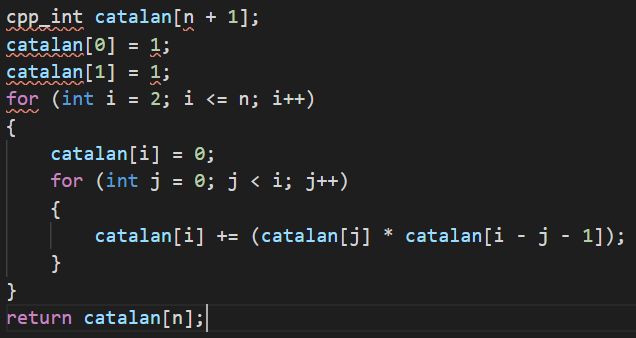 cpp_int catalan[n + 1];
catalan[0] = 1;
catalan[1] = 1;
for (int i = 2; i <= n; i++)
{
    catalan[i] = 0;
    for (int j = 0; j < i; j++)
    {
        catalan[i] += (catalan[j] * catalan[i - j - 1]);
    }
}
return catalan[n];